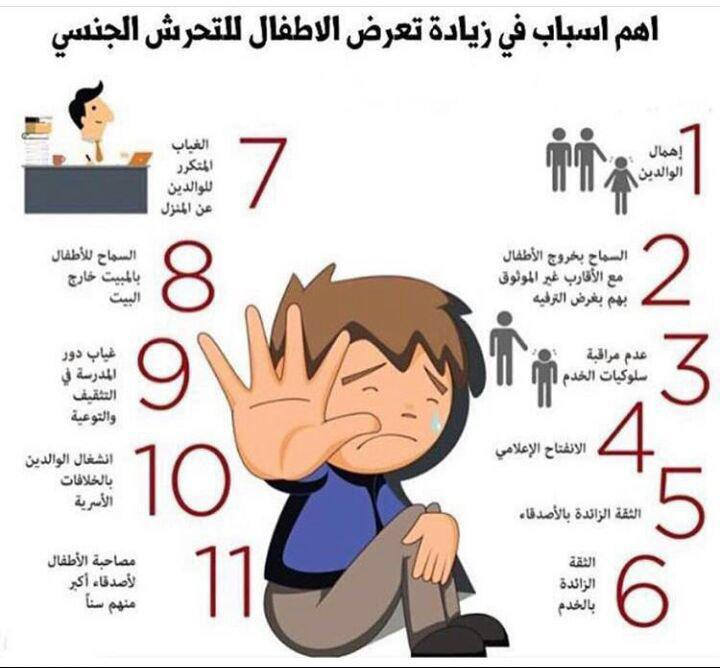 اهم اسباب في زيادة تعرض الاطفال للتحرش الجنسي
1
إهمال
الوالدين
2
السماح بخروج الأطفال
مع الأقارب غير الموثوق
بهم بغرض الترفيه
3
عدم مراقبة
سلوكيات الخدم
4
الانفتاح الإعلامي
5
الثقة الزائدة بالأصدقاء
6
الثقة
الزائدة
بالخدم
7
الغياب
المتكرر
للوالدين
عن المنزل
8
السماح للأطفال
بالمبيت خارج
البيت
9
غياب دور
المدرسة في
التثقيف
والتوعية
10
انشغال الوالدين
بالخلافات
الأسرية
11
مصاحبة الأطفال
لأصدقاء أكبر
منهم سناً